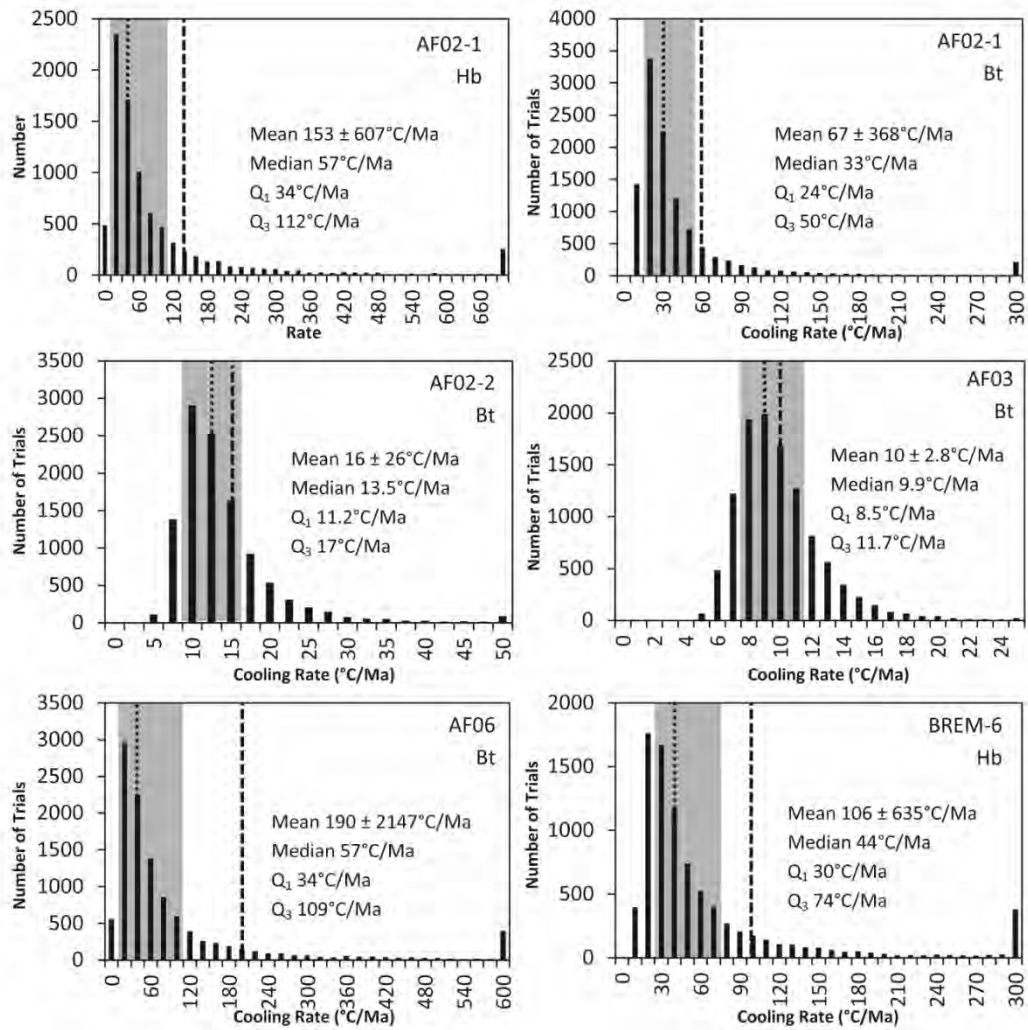 AF02-1
Hb
Mean 153 ± 607°C/Ma
Median 57°C/Ma
Q₁ 34°C/Ma
Q₃ 112°C/Ma
Number
2500
2000
1500
1000
500
0
0
60
120
180
240
300
360
420
480
540
600
660
Rate
AF02-1
Bt
Mean 67 ± 368°C/Ma
Median 33°C/Ma
Q₁ 24°C/Ma
Q₃ 50°C/Ma
Number of Trials
4000
3500
3000
2500
2000
1500
1000
500
0
0
30
60
90
120
150
180
210
240
270
300
Cooling Rate (°C/Ma)
AF02-2
Bt
Mean 16 ± 26°C/Ma
Median 13.5°C/Ma
Q₁ 11.2°C/Ma
Q₃ 17°C/Ma
Number of Trials
3500
3000
2500
2000
1500
1000
500
0
0
5
10
15
20
25
30
35
40
45
50
Cooling Rate (°C/Ma)
AF03
Bt
Mean 10 ± 2.8°C/Ma
Median 9.9°C/Ma
Q₁ 8.5°C/Ma
Q₃ 11.7°C/Ma
Number of Trials
2500
2000
1500
1000
500
0
0
2
4
6
8
10
12
14
16
18
20
22
24
Cooling Rate (°C/Ma)
AF06
Bt
Mean 190 ± 2147°C/Ma
Median 57°C/Ma
Q₁ 34°C/Ma
Q₃ 109°C/Ma
Number of Trials
3500
3000
2500
2000
1500
1000
500
0
0
60
120
180
240
300
360
420
480
540
600
Cooling Rate (°C/Ma)
BREM-6
Hb
Mean 106 ± 635°C/Ma
Median 44°C/Ma
Q₁ 30°C/Ma
Q₃ 74°C/Ma
Number of Trials
2000
1500
1000
500
0
0
30
60
90
120
150
180
210
240
270
300
Cooling Rate (°C/Ma)